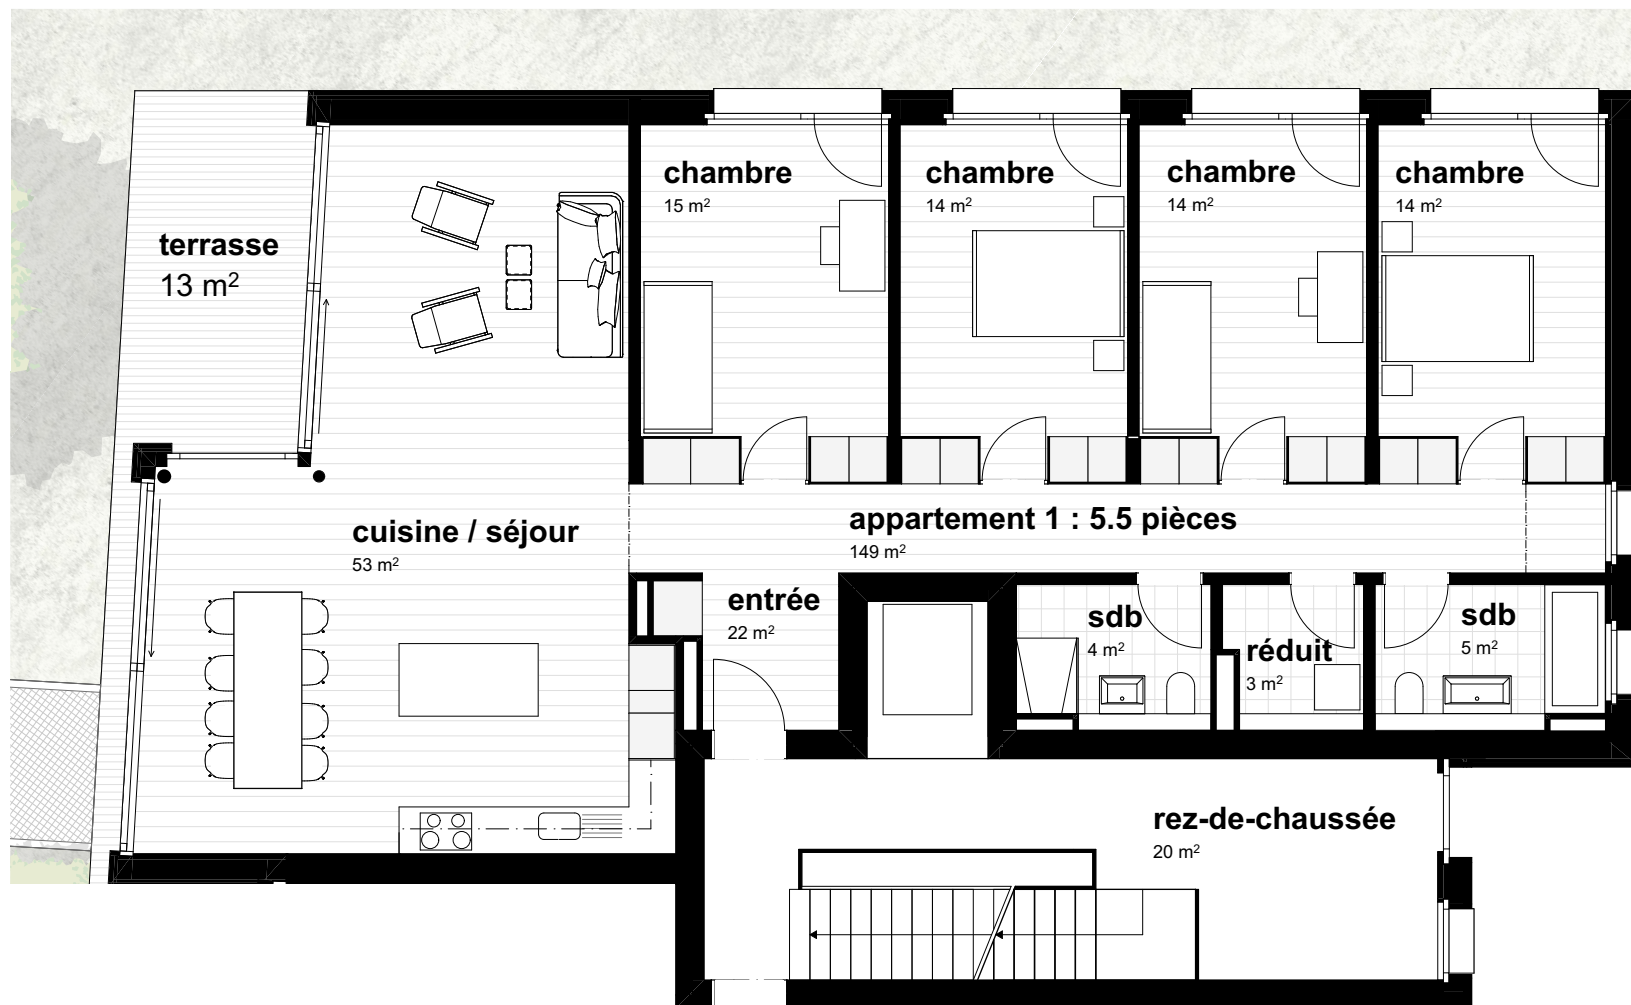 chambre
15 m²
chambre
14 m²
chambre
14 m²
chambre
14 m²
terrasse
13 m²
cuisine / séjour
53 m²
appartement 1 : 5.5 pièces
149 m²
entrée
22 m²
sdb
4 m²
réduit
3 m²
sdb
5 m²
rez-de-chaussée
20 m²